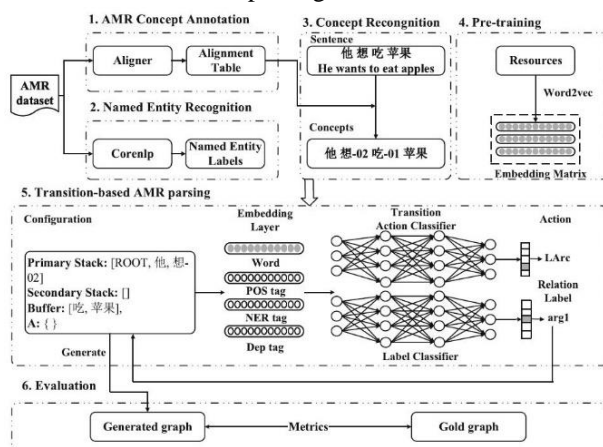 1. AMR Concept Annotation
Aligner
Alignment
Table
AMR
dataset
2. Named Entity Recognition
Corenlp
Named Entity
Labels
3. Concept Recongnition
Sentence
他 想 吃 苹果
He wants to eat apples
Concepts
他 想-02 吃-01 苹果
4. Pre-training
Resources
Word2vec
Embedding Matrix
5. Transition-based AMR parsing
Configuration
Primary Stack: [ROOT, 他, 想-
02]
Secondary Stack: []
Buffer: [吃, 苹果],
A: { }
Generate
Embedding
Layer
Word
POS tag
NER tag
Dep tag
Transition
Action Classifier
Label Classifier
Action
LArc
Relation
Label
arg1
6. Evaluation
Generated graph
Metrics
Gold graph